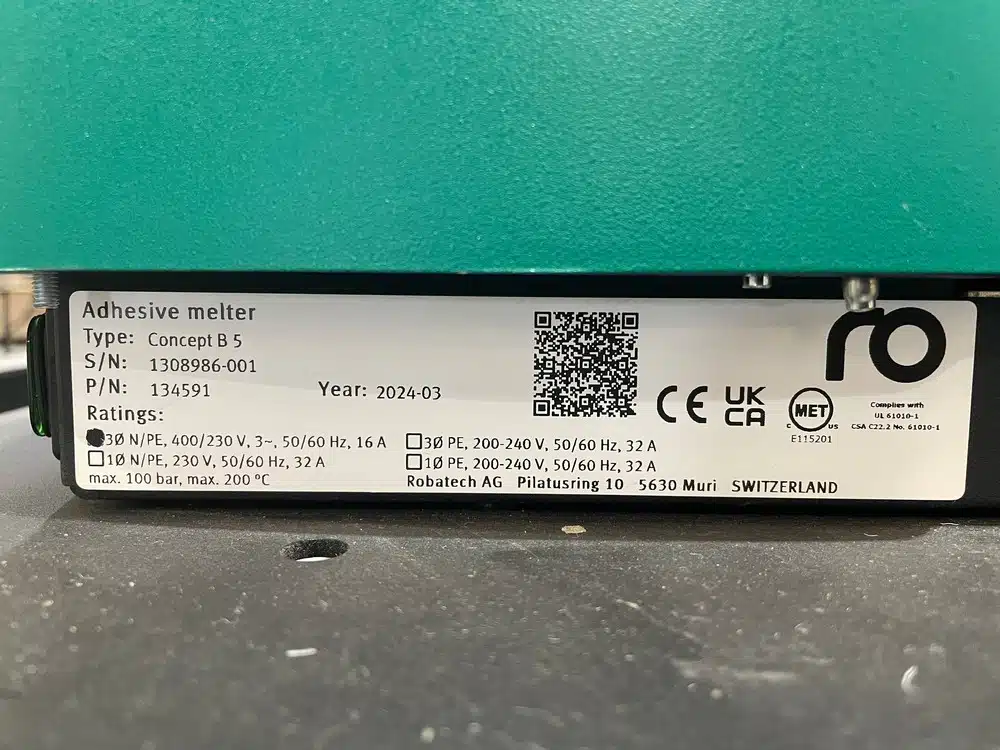 Adhesive melter
Type: Concept B 5
S/N: 1308986-001
P/N: 134591 Year: 2024-03
Ratings:
3Ø N/PE, 400/230 V, 3~, 50/60 Hz, 16 A
1Ø N/PE, 230 V, 50/60 Hz, 32 A
max. 100 bar, max. 200 ºC
3Ø PE, 200-240 V, 50/60 Hz, 32 A
1Ø PE, 200-240 V, 50/60 Hz, 32 A
Robatech AG Pilatusring 10 5630 Muri SWITZERLAND
CE
UK
CA
C MET US
E115201
ro
Complies with
UL 61010-1
CSA C22.2 No. 61010-1